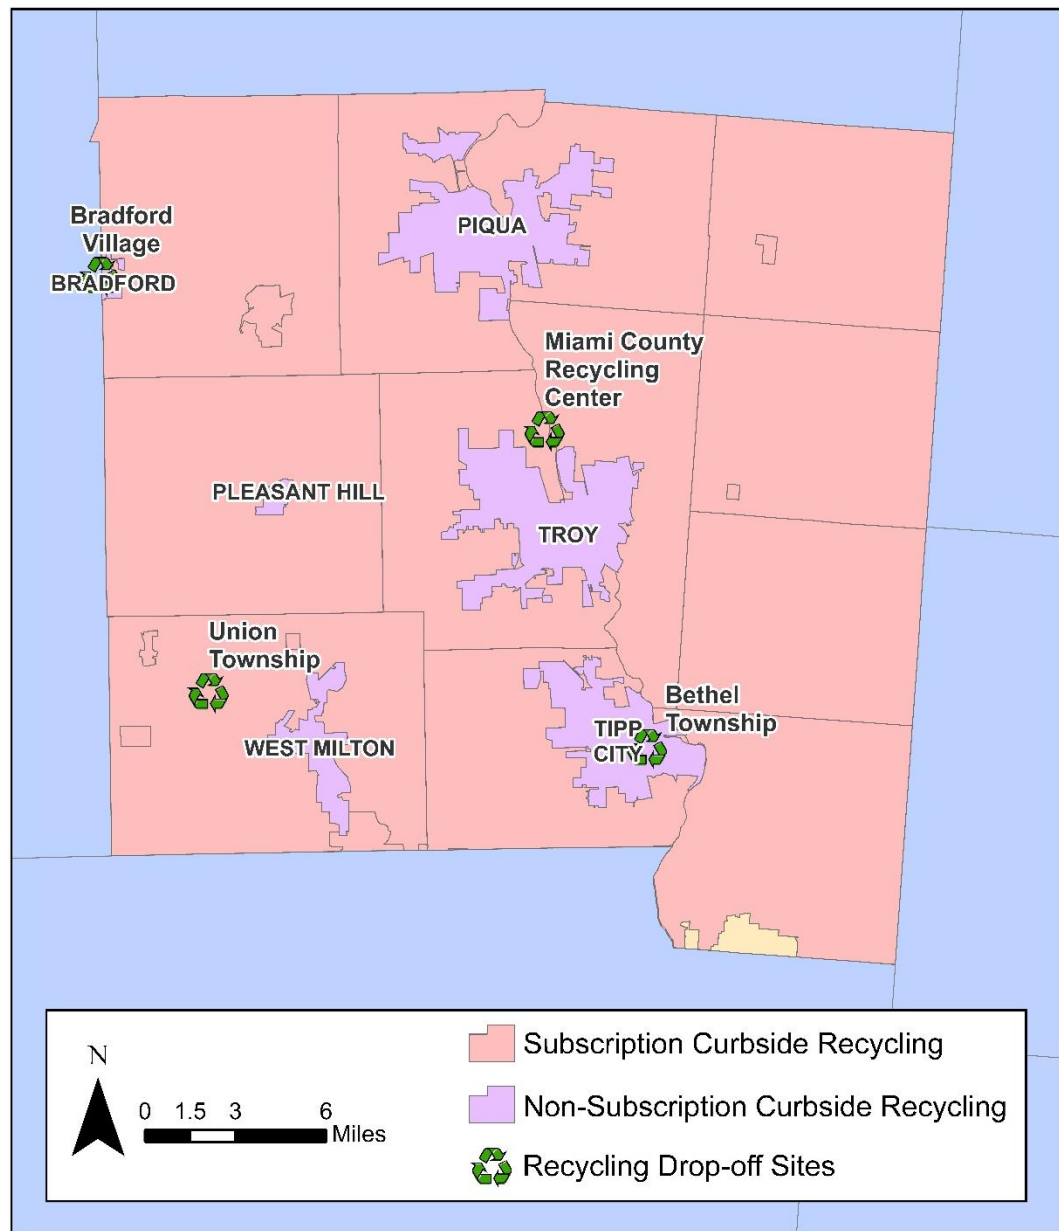 Bradford
Village
BRADFORD
PIQUA
Miami County
Recycling
Center
PLEASANT HILL
TROY
Union
Township
WEST MILTON
Bethel
Township
TIPP
CITY
N
0 1.5 3 6
Miles
Subscription Curbside Recycling
Non-Subscription Curbside Recycling
Recycling Drop-off Sites